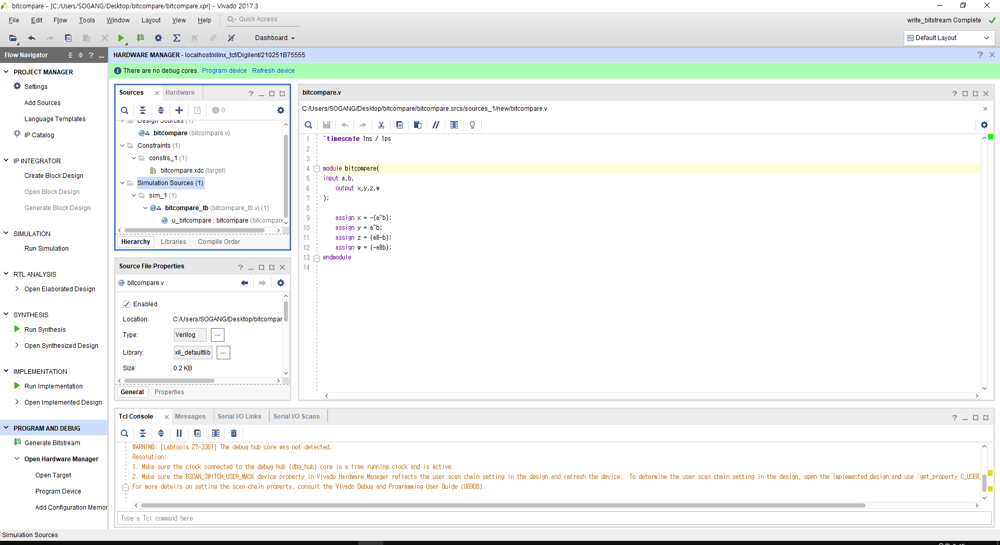 bitcompare - [C:/Users/SOGANG/Desktop/bitcompare/bitcompare.xpr] - Vivado 2017.3
File Edit Flow Tools Window Layout View Help Quick Access
write_bitstream Complete
Dashboard
Default Layout
Flow Navigator
HARDWARE MANAGER - localhost/xilinx_tcf/Digilent/210251B75555
There are no debug cores. Program device Refresh device
PROJECT MANAGER
Settings
Add Sources
Language Templates
IP Catalog
IP INTEGRATOR
Create Block Design
Open Block Design
Generate Block Design
SIMULATION
Run Simulation
RTL ANALYSIS
Open Elaborated Design
SYNTHESIS
Run Synthesis
Open Synthesized Design
IMPLEMENTATION
Run Implementation
Open Implemented Design
PROGRAM AND DEBUG
Generate Bitstream
Open Hardware Manager
Open Target
Program Device
Add Configuration Memor
Sources Hardware
0
Design Sources (1)
bitcompare (bitcompare.v)
Constraints (1)
constrs_1 (1)
bitcompare.xdc (target)
Simulation Sources (1)
sim_1 (1)
bitcompare_tb (bitcompare_tb.v) (1)
u_bitcompare : bitcompare (bitcompare
Hierarchy Libraries Compile Order
Source File Properties
bitcompare.v
Enabled
Location: C:/Users/SOGANG/Desktop/bitcompar
Type: Verilog ...
Library: xil_defaultlib ...
Size: 0.2 KB
General Properties
bitcompare.v
C:/Users/SOGANG/Desktop/bitcompare/bitcompare.srcs/sources_1/new/bitcompare.v
1 `timescale 1ns / 1ps
2
3
4 module bitcompare(
5 input a,b,
6 output x,y,z,w
7 );
8
9 assign x = ~(a^b);
10 assign y = a^b;
11 assign z = (a&~b);
12 assign w = (~a&b);
13 endmodule
14
Tcl Console Messages Serial I/O Links Serial I/O Scans
WARNING: [Labtools 27-3361] The debug hub core was not detected.
Resolution:
1. Make sure the clock connected to the debug hub (dbg_hub) core is a free running clock and is active.
2. Make sure the BSCAN_SWITCH_USER_MASK device property in Vivado Hardware Manager reflects the user scan chain setting in the design and refresh the device.  To determine the user scan chain setting in the design, open the implemented design and use 'get_property C_USER_
For more details on setting the scan chain property, consult the Vivado Debug and Programming User Guide (UG908).
Type a Tcl command here
Simulation Sources